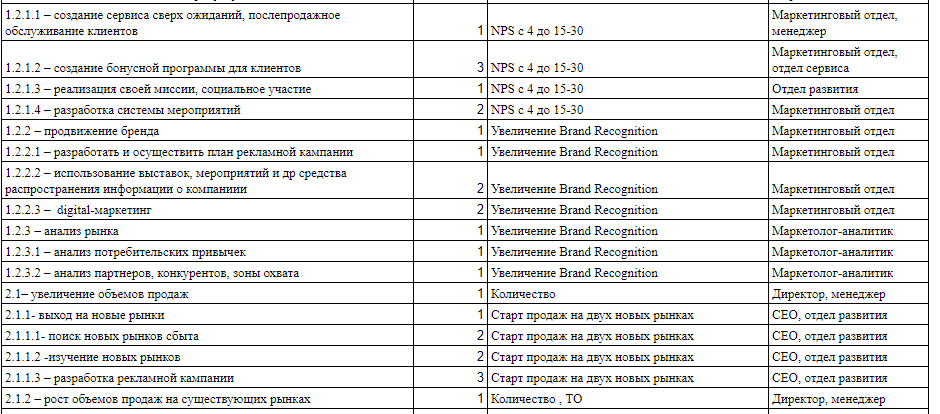 1.2.1.1 – создание сервиса сверх ожиданий, послепродажное обслуживание клиентов 1 NPS с 4 до 15-30 Маркетинговый отдел, менеджер
1.2.1.2 – создание бонусной программы для клиентов 3 NPS с 4 до 15-30 Маркетинговый отдел, отдел сервиса
1.2.1.3 – реализация своей миссии, социальное участие 1 NPS с 4 до 15-30 Отдел развития
1.2.1.4 – разработка системы мероприятий 2 NPS с 4 до 15-30 Маркетинговый отдел
1.2.2 – продвижение бренда 1 Увеличение Brand Recognition Маркетинговый отдел
1.2.2.1 – разработать и осуществить план рекламной кампании 1 Увеличение Brand Recognition Маркетинговый отдел
1.2.2.2 – использование выставок, мероприятий и др средства распространения информации о компаниии 2 Увеличение Brand Recognition Маркетинговый отдел
1.2.2.3 – digital-маркетинг 2 Увеличение Brand Recognition Маркетинговый отдел
1.2.3 – анализ рынка 1 Увеличение Brand Recognition Маркетолог-аналитик
1.2.3.1 – анализ потребительских привычек 1 Увеличение Brand Recognition Маркетолог-аналитик
1.2.3.2 – анализ партнеров, конкурентов, зоны охвата 1 Увеличение Brand Recognition Маркетолог-аналитик
2.1– увеличение объемов продаж 1 Количество Директор, менеджер
2.1.1- выход на новые рынки 1 Старт продаж на двух новых рынках CEO, отдел развития
2.1.1.1- поиск новых рынков сбыта 2 Старт продаж на двух новых рынках CEO, отдел развития
2.1.1.2 -изучение новых рынков 2 Старт продаж на двух новых рынках CEO, отдел развития
2.1.1.3 – разработка рекламной кампании 3 Старт продаж на двух новых рынках CEO, отдел развития
2.1.2 – рост объемов продаж на существующих рынках 1 Количество , ТО Директор, менеджер